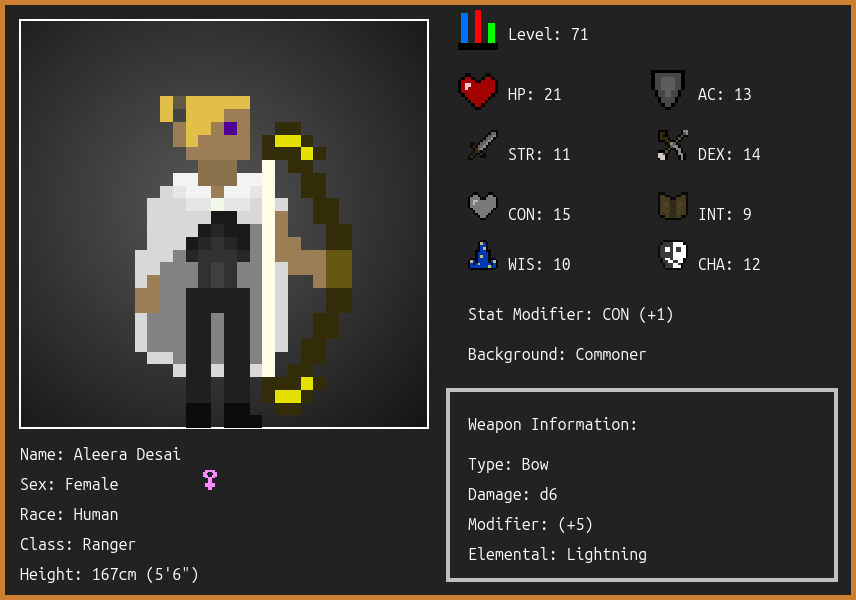 Level: 71
HP: 21
AC: 13
STR: 11
DEX: 14
CON: 15
INT: 9
WIS: 10
CHA: 12
Stat Modifier: CON (+1)
Background: Commoner
Weapon Information:
Type: Bow
Damage: d6
Modifier: (+5)
Elemental: Lightning
Name: Aleera Desai
Sex: Female
Race: Human
Class: Ranger
Height: 167cm (5'6")